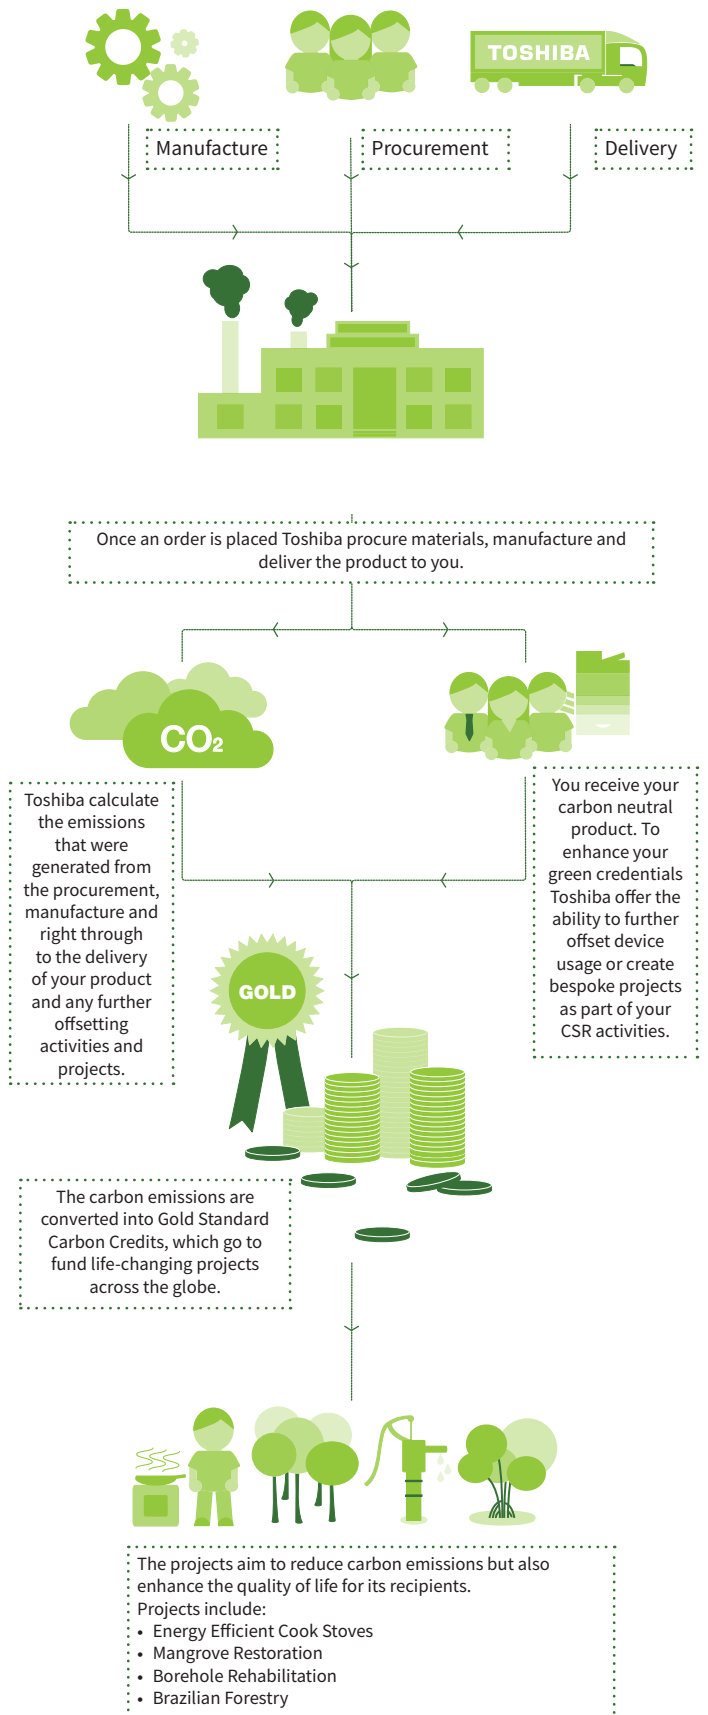 TOSHIBA
Manufacture
Procurement
Delivery
Once an order is placed Toshiba procure materials, manufacture and
deliver the product to you.
CO2
Toshiba calculate
the emissions
that were
generated from
the procurement,
manufacture and
right through
to the delivery
of your product
and any further
offsetting
activities and
projects.
You receive your
carbon neutral
product. To
enhance your
green credentials
Toshiba offer the
ability to further
offset device
usage or create
bespoke projects
as part of your
CSR activities.
GOLD
The carbon emissions are
converted into Gold Standard
Carbon Credits, which go to
fund life-changing projects
across the globe.
The projects aim to reduce carbon emissions but also
enhance the quality of life for its recipients.
Projects include:
• Energy Efficient Cook Stoves
• Mangrove Restoration
• Borehole Rehabilitation
• Brazilian Forestry